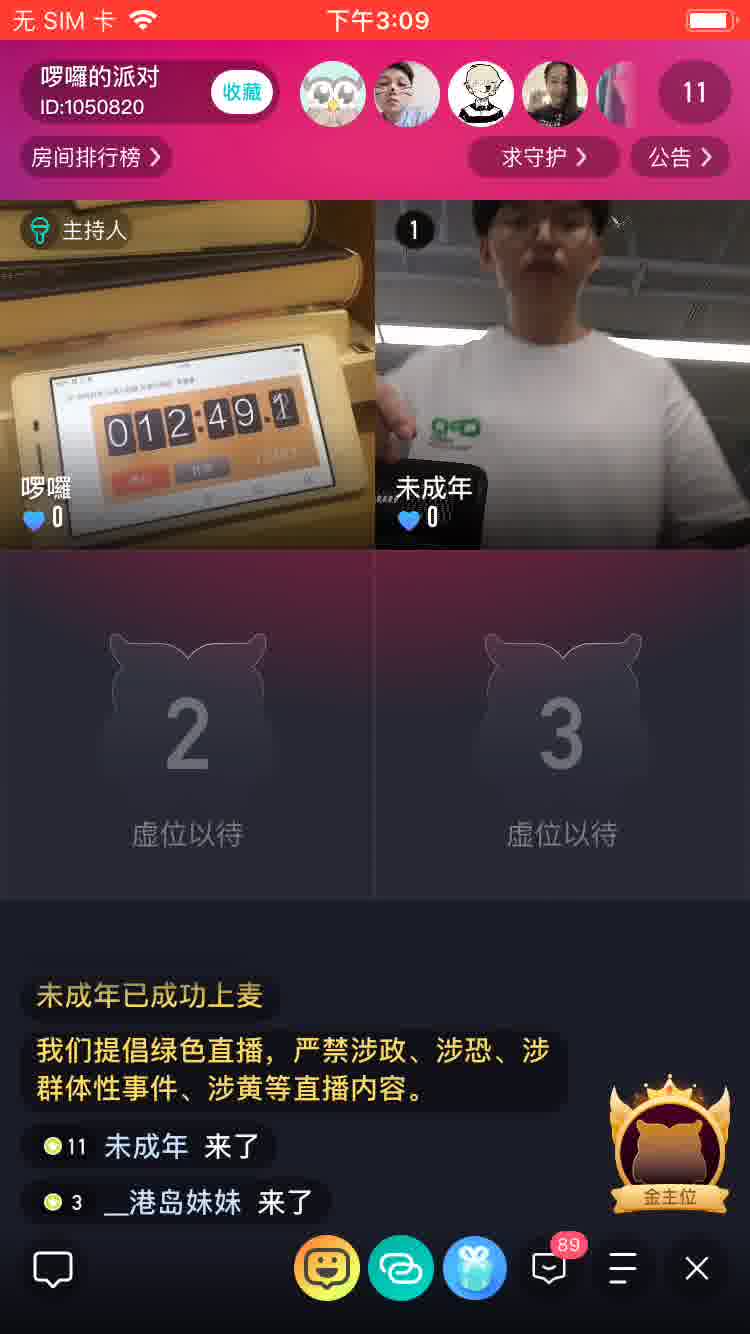 无 SIM 卡
下午3:09
啰囉的派对
ID:1050820
收藏
11
房间排行榜
求守护
公告
主持人
1
012:49.1
啰囉
0
未成年
0
2
3
虚位以待
虚位以待
未成年已成功上麦
我们提倡绿色直播，严禁涉政、涉恐、涉
群体性事件、涉黄等直播内容。
11 未成年 来了
3 __港岛妹妹 来了
金主位
89